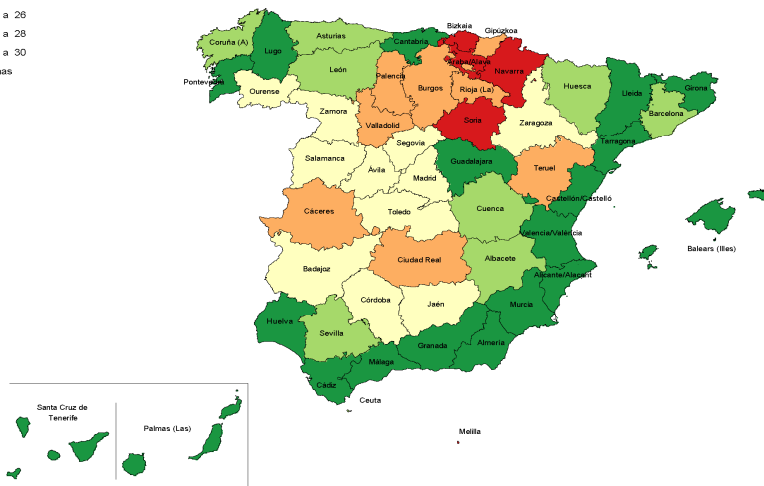 a 26
a 28
a 30
nas
Coruña (A)
Lugo
Asturias
Cantabria
Bizkaia
Gipúzkoa
Araba/Álava
Navarra
León
Palencia
Burgos
Rioja (La)
Huesca
Lleida
Girona
Barcelona
Pontevedra
Ourense
Zamora
Valladolid
Soria
Zaragoza
Tarragona
Segovia
Salamanca
Ávila
Madrid
Guadalajara
Teruel
Castellón/Castelló
Cáceres
Toledo
Cuenca
Valencia/València
Balears (Illes)
Badajoz
Ciudad Real
Albacete
Alicante/Alacant
Córdoba
Jaén
Murcia
Huelva
Sevilla
Granada
Almería
Málaga
Cádiz
Ceuta
Melilla
Santa Cruz de
Tenerife
Palmas (Las)